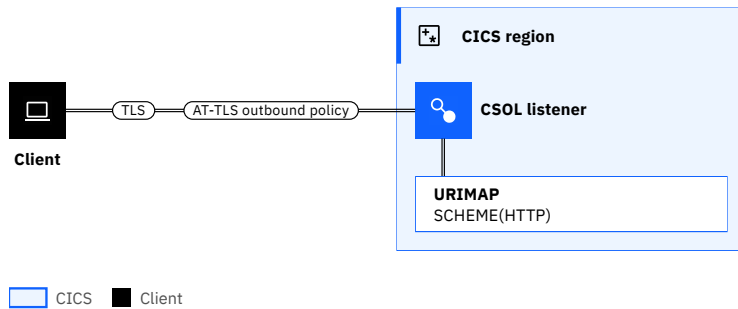 CICS region
TLS
AT-TLS outbound policy
CSOL listener
Client
URIMAP
SCHEME(HTTP)
CICS
Client